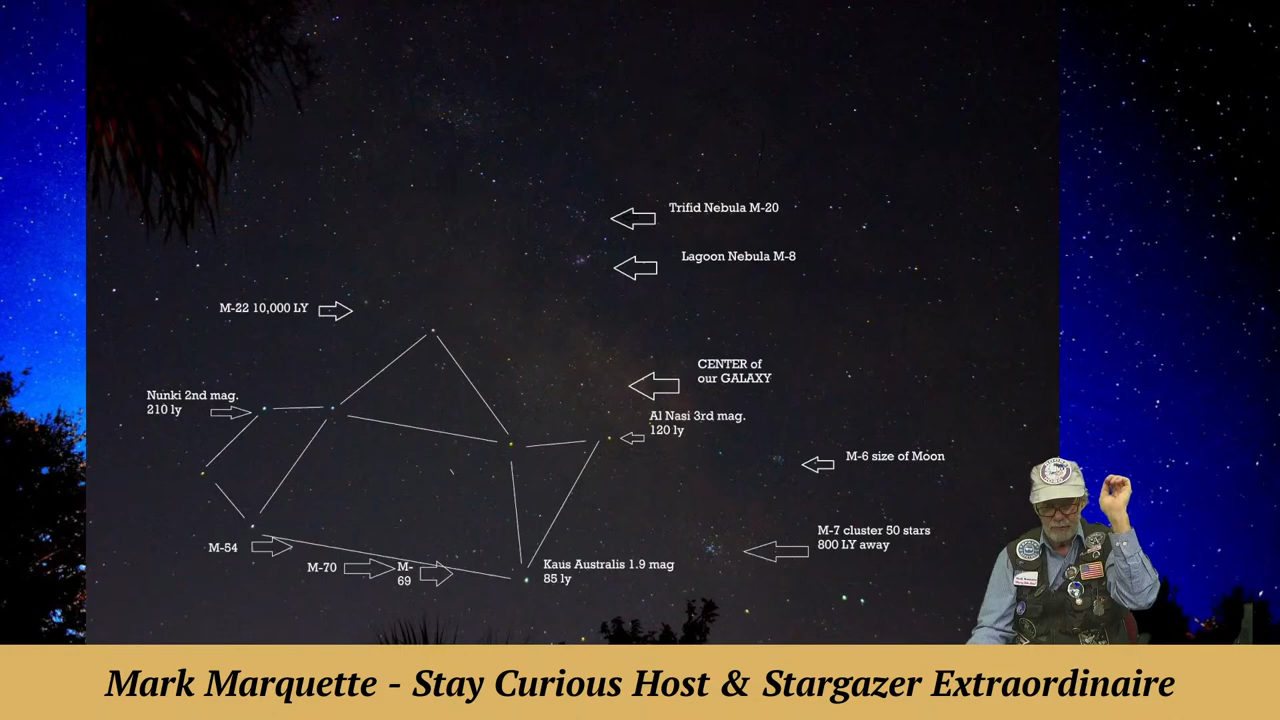 Trifid Nebula M-20
Lagoon Nebula M-8
M-22 10,000 LY
CENTER of
our GALAXY
Nunki 2nd mag.
210 ly
Al Nasi 3rd mag.
120 ly
M-6 size of Moon
M-7 cluster 50 stars
800 LY away
M-54
M-70
M-
69
Kaus Australis 1.9 mag
85 ly
Mark Marquette - Stay Curious Host & Stargazer Extraordinaire